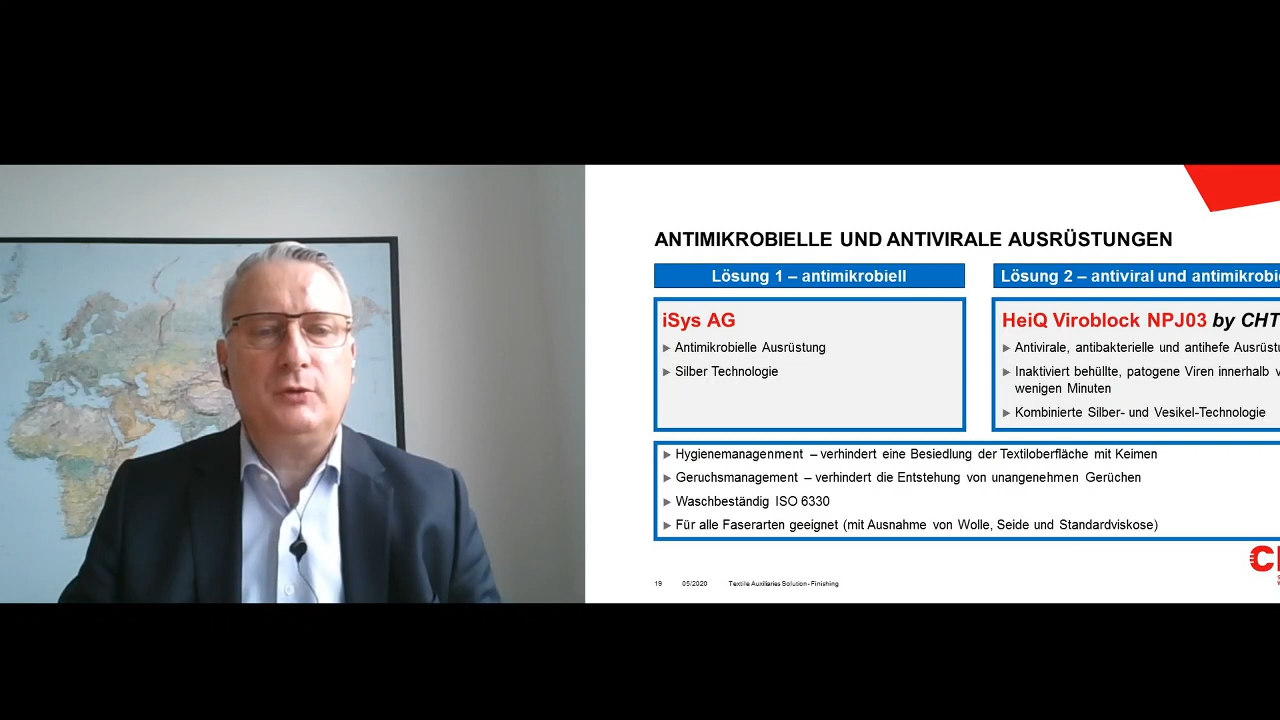 ANTIMIKROBIELLE UND ANTIVIRALE AUSRÜSTUNGEN
Lösung 1 – antimikrobiell
iSys AG
Antimikrobielle Ausrüstung
Silber Technologie
Lösung 2 – antiviral und
HeiQ Viroblock NPJ03 by CHT
Antivirale, antibakterielle und antihefe
Inaktiviert behüllte, patogene Viren innerhalb
wenigen Minuten
Kombinierte Silber- und Vesikel-Technologie
Hygienemanagenment – verhindert eine Besiedlung der Textiloberfläche mit Keimen
Geruchsmanagement – verhindert die Entstehung von unangenehmen Gerüchen
Waschbeständig ISO 6330
Für alle Faserarten geeignet (mit Ausnahme von Wolle, Seide und Standardviskose)
19 05/2020 Textile Auxiliaries Solution - Finishing